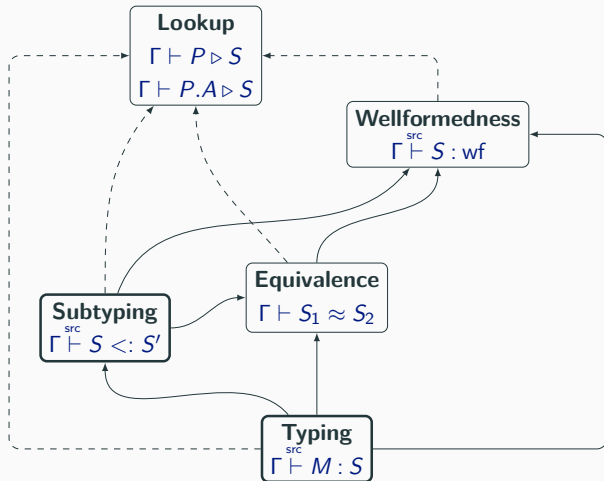 Lookup
Γ ⊢ P ▷ S
Γ ⊢ P.A ▷ S
Wellformedness
src
Γ ⊢ S : wf
Equivalence
Γ ⊢ S₁ ≈ S₂
Subtyping
src
Γ ⊢ S <: S′
Typing
src
Γ ⊢ M : S